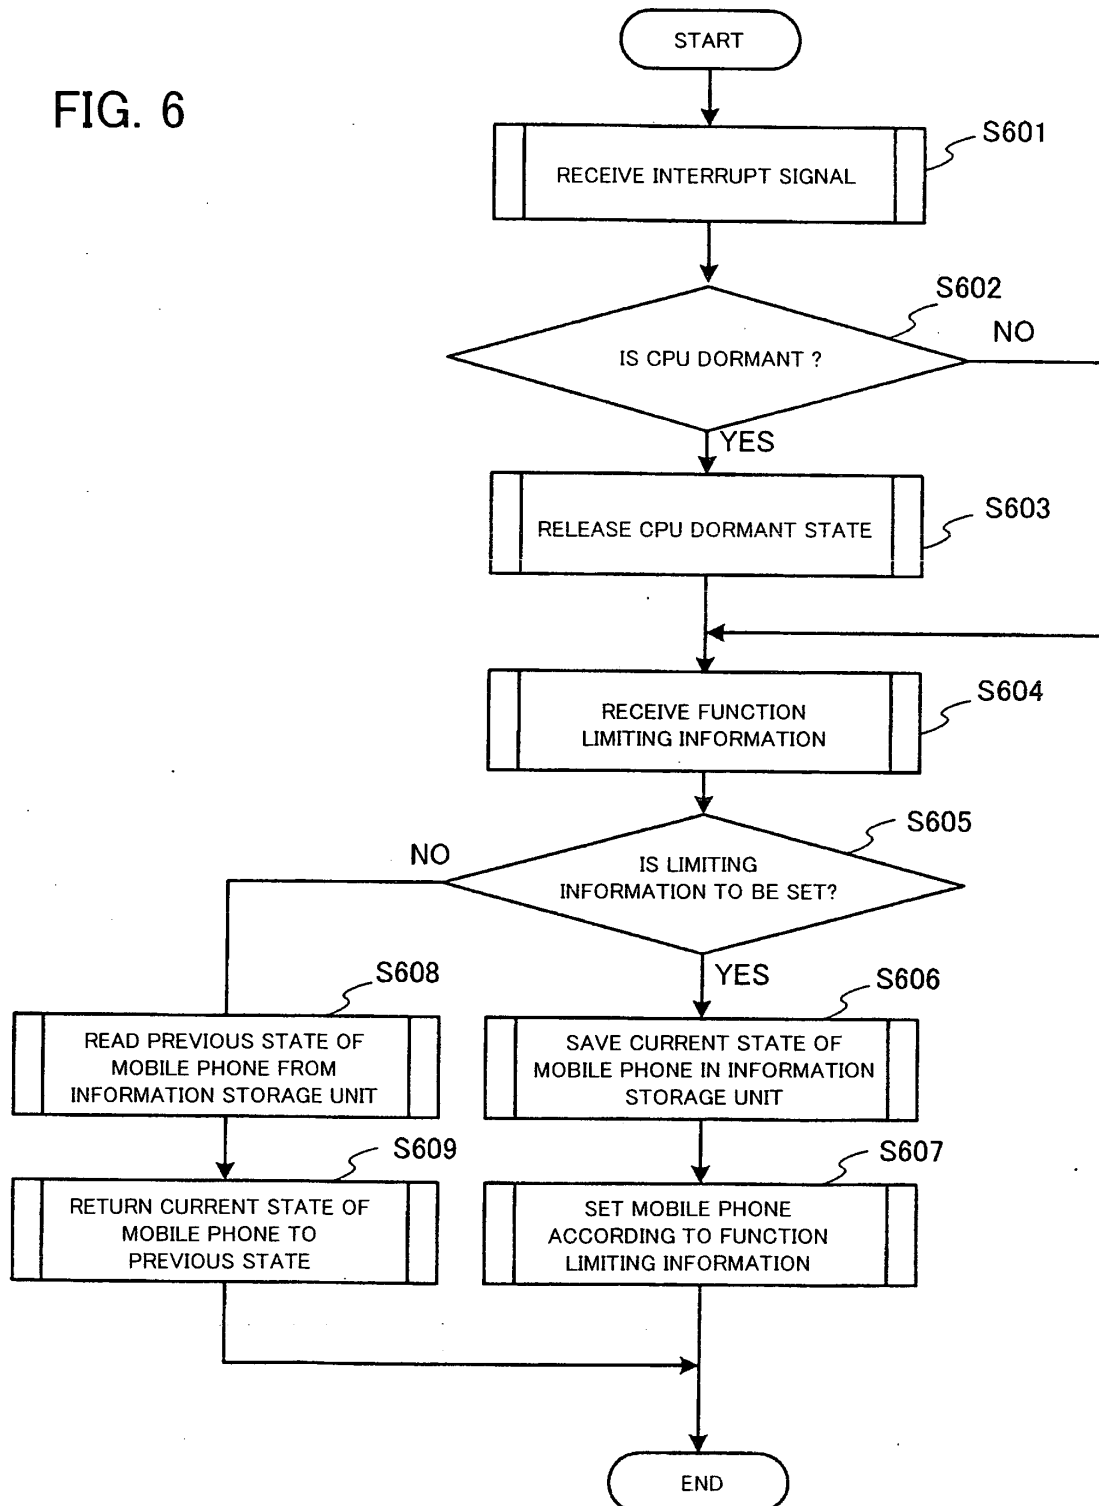 FIG. 6
START
S601
RECEIVE INTERRUPT SIGNAL
S602
NO
IS CPU DORMANT ?
YES
S603
RELEASE CPU DORMANT STATE
S604
RECEIVE FUNCTION
LIMITING INFORMATION
S605
NO
IS LIMITING
INFORMATION TO BE SET?
YES
S608
READ PREVIOUS STATE OF
MOBILE PHONE FROM
INFORMATION STORAGE UNIT
S606
SAVE CURRENT STATE OF
MOBILE PHONE IN INFORMATION
STORAGE UNIT
S609
RETURN CURRENT STATE OF
MOBILE PHONE TO
PREVIOUS STATE
S607
SET MOBILE PHONE
ACCORDING TO FUNCTION
LIMITING INFORMATION
END